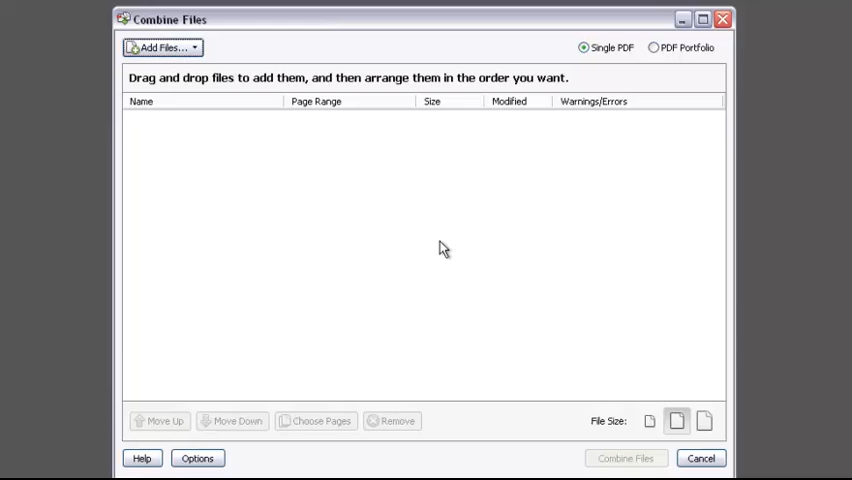 Combine Files
Add Files...
Single PDF
PDF Portfolio
Drag and drop files to add them, and then arrange them in the order you want.
Name Page Range Size Modified Warnings/Errors
Move Up Move Down Choose Pages Remove File Size:
Help Options Combine Files Cancel